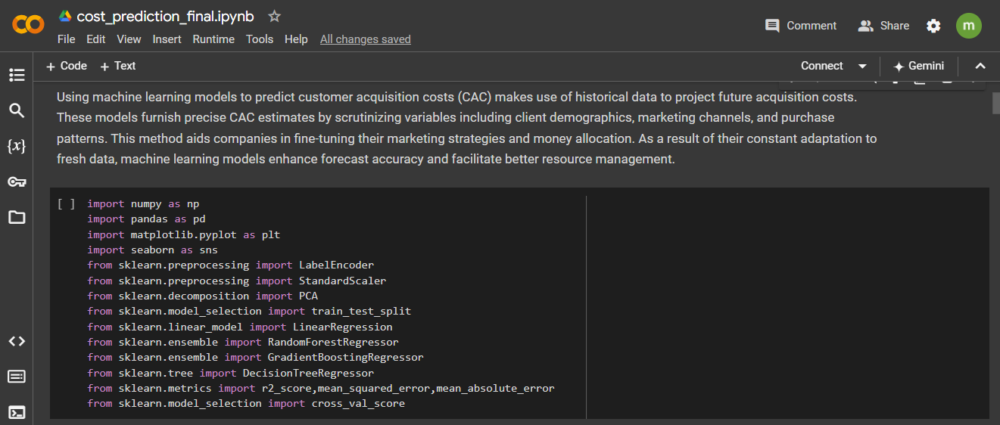 cost_prediction_final.ipynb
File Edit View Insert Runtime Tools Help All changes saved
Comment Share m
+ Code + Text Connect Gemini
Using machine learning models to predict customer acquisition costs (CAC) makes use of historical data to project future acquisition costs.
These models furnish precise CAC estimates by scrutinizing variables including client demographics, marketing channels, and purchase
patterns. This method aids companies in fine-tuning their marketing strategies and money allocation. As a result of their constant adaptation to
fresh data, machine learning models enhance forecast accuracy and facilitate better resource management.
{x}
[ ] import numpy as np
import pandas as pd
import matplotlib.pyplot as plt
import seaborn as sns
from sklearn.preprocessing import LabelEncoder
from sklearn.preprocessing import StandardScaler
from sklearn.decomposition import PCA
from sklearn.model_selection import train_test_split
from sklearn.linear_model import LinearRegression
from sklearn.ensemble import RandomForestRegressor
from sklearn.ensemble import GradientBoostingRegressor
from sklearn.tree import DecisionTreeRegressor
from sklearn.metrics import r2_score,mean_squared_error,mean_absolute_error
from sklearn.model_selection import cross_val_score